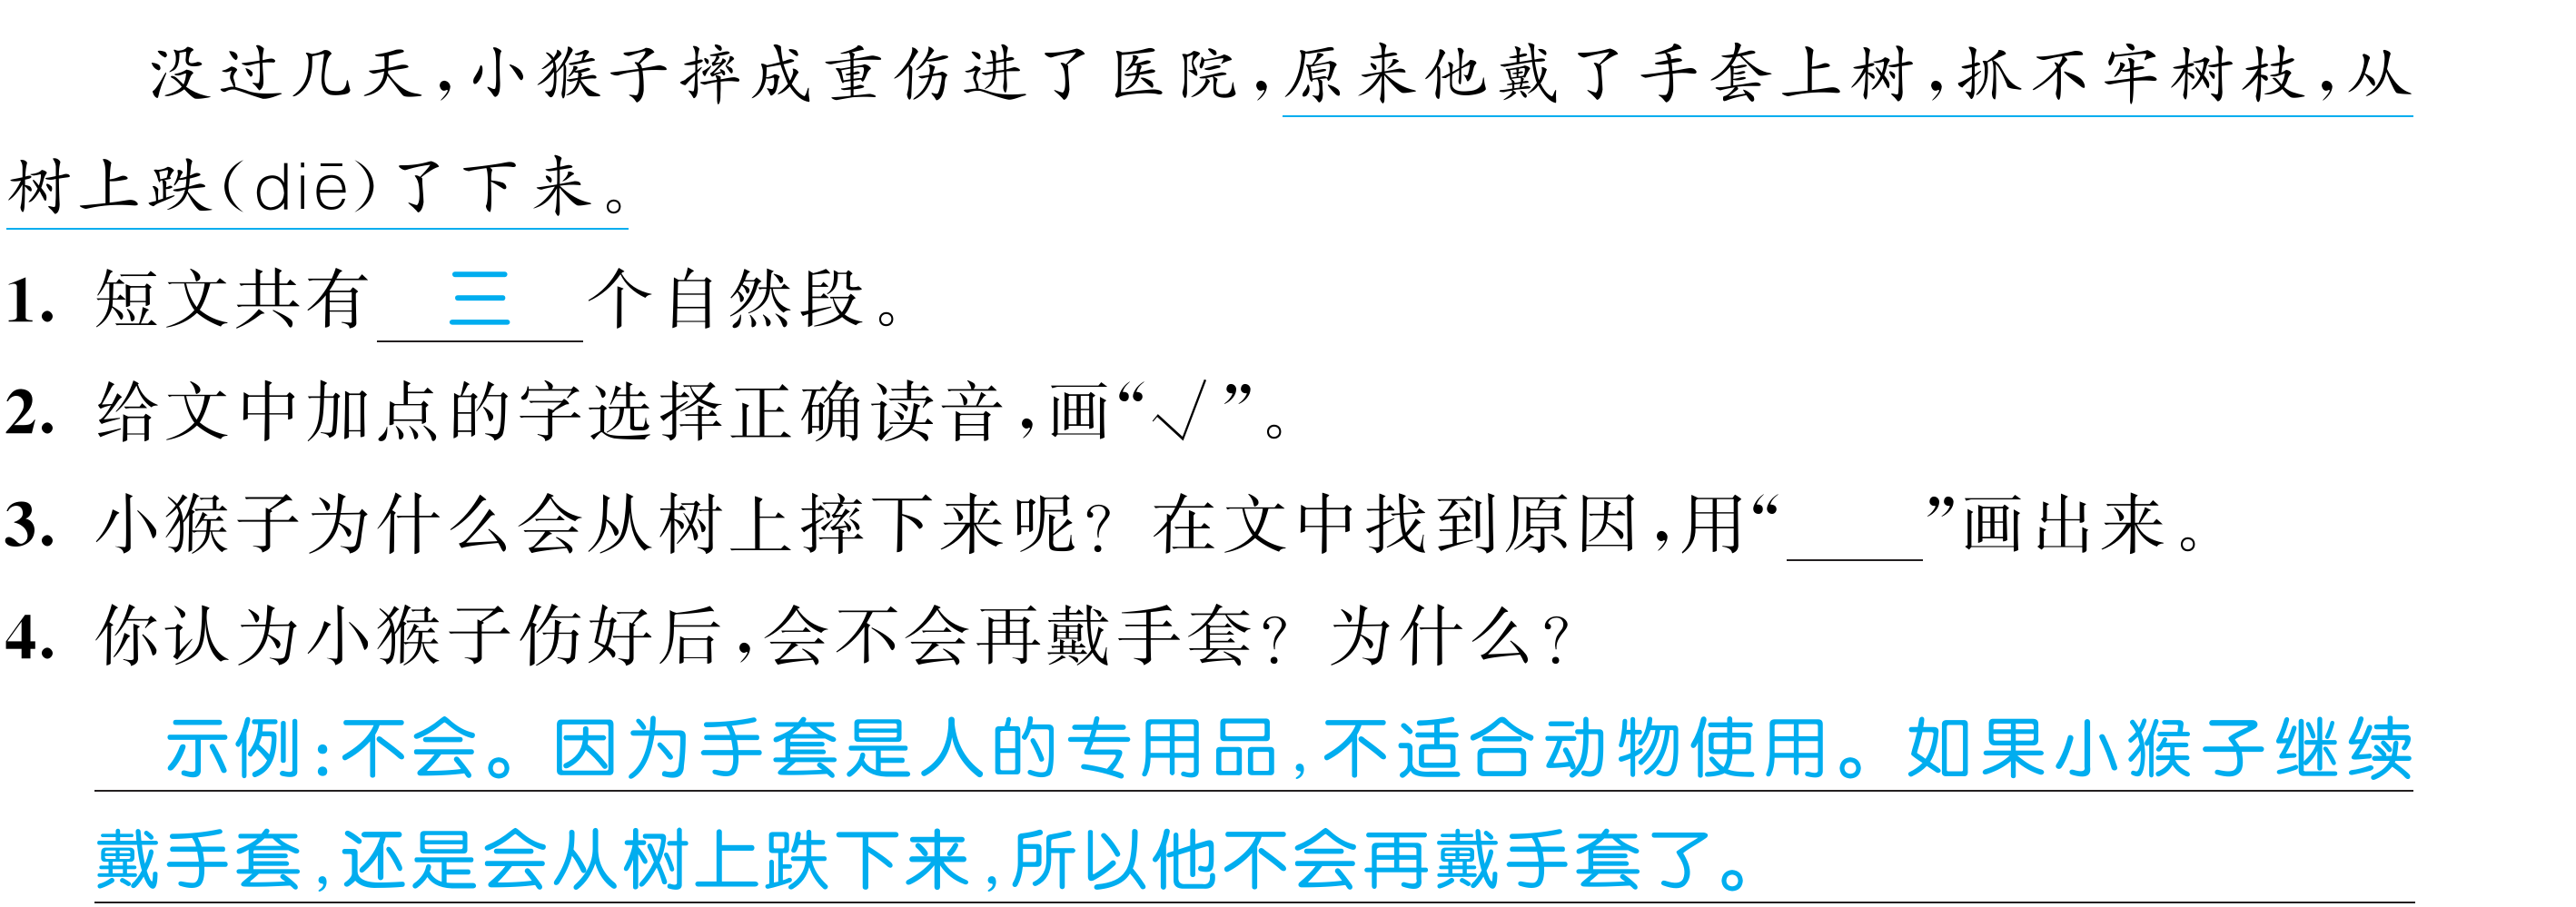 没过几天，小猴子摔成重伤进了医院，原来他戴了手套上树，抓不牢树枝，从
树上跌（diē）了下来。
1. 短文共有 三 个自然段。
2. 给文中加点的字选择正确读音，画“√”。
3. 小猴子为什么会从树上摔下来呢？在文中找到原因，用“____”画出来。
4. 你认为小猴子伤好后，会不会再戴手套？为什么？
示例：不会。因为手套是人的专用品，不适合动物使用。如果小猴子继续
戴手套，还是会从树上跌下来，所以他不会再戴手套了。